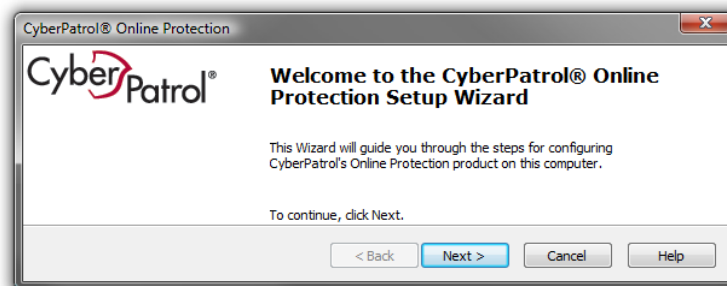 CyberPatrol® Online Protection
CyberPatrol®
Welcome to the CyberPatrol® Online
Protection Setup Wizard
This Wizard will guide you through the steps for configuring
CyberPatrol's Online Protection product on this computer.
To continue, click Next.
< Back Next > Cancel Help